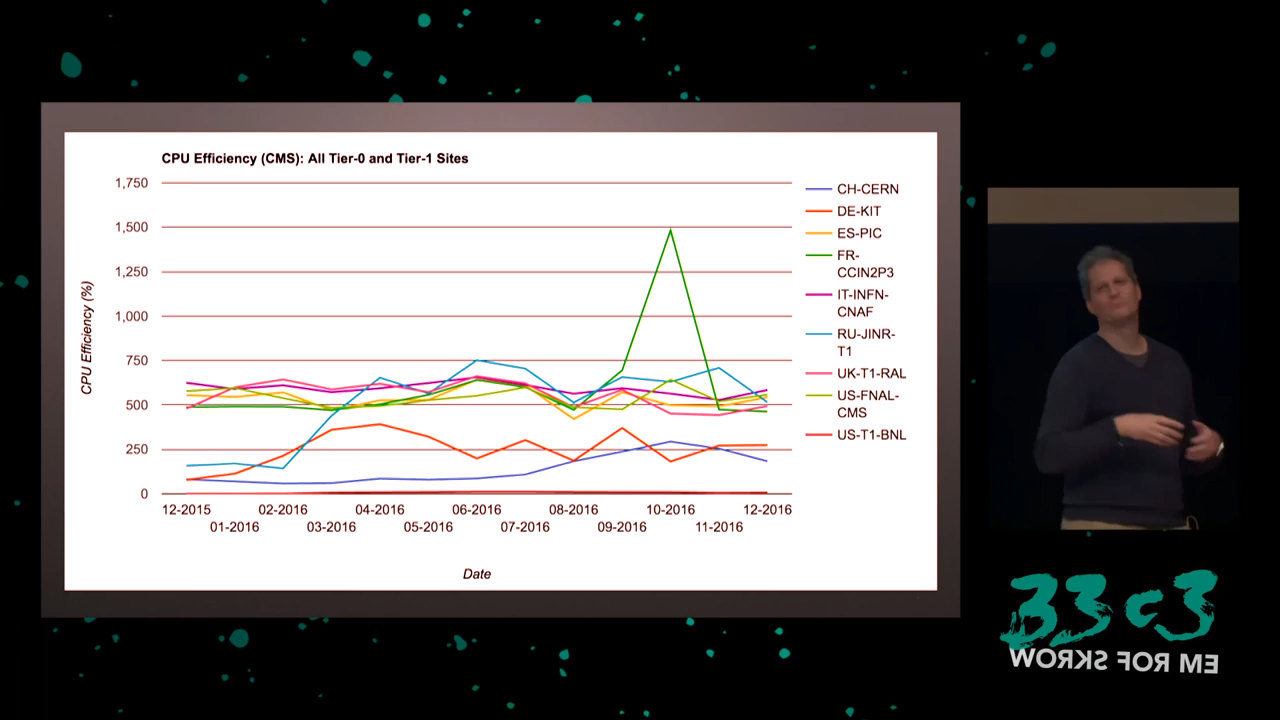 CPU Efficiency (CMS): All Tier-0 and Tier-1 Sites
CPU Efficiency (%)
1,750
1,500
1,250
1,000
750
500
250
0
12-2015
01-2016
02-2016
03-2016
04-2016
05-2016
06-2016
07-2016
08-2016
09-2016
10-2016
11-2016
12-2016
Date
CH-CERN
DE-KIT
ES-PIC
FR-
CCIN2P3
IT-INFN-
CNAF
RU-JINR-
T1
UK-T1-RAL
US-FNAL-
CMS
US-T1-BNL
33c3
WORKS FOR ME